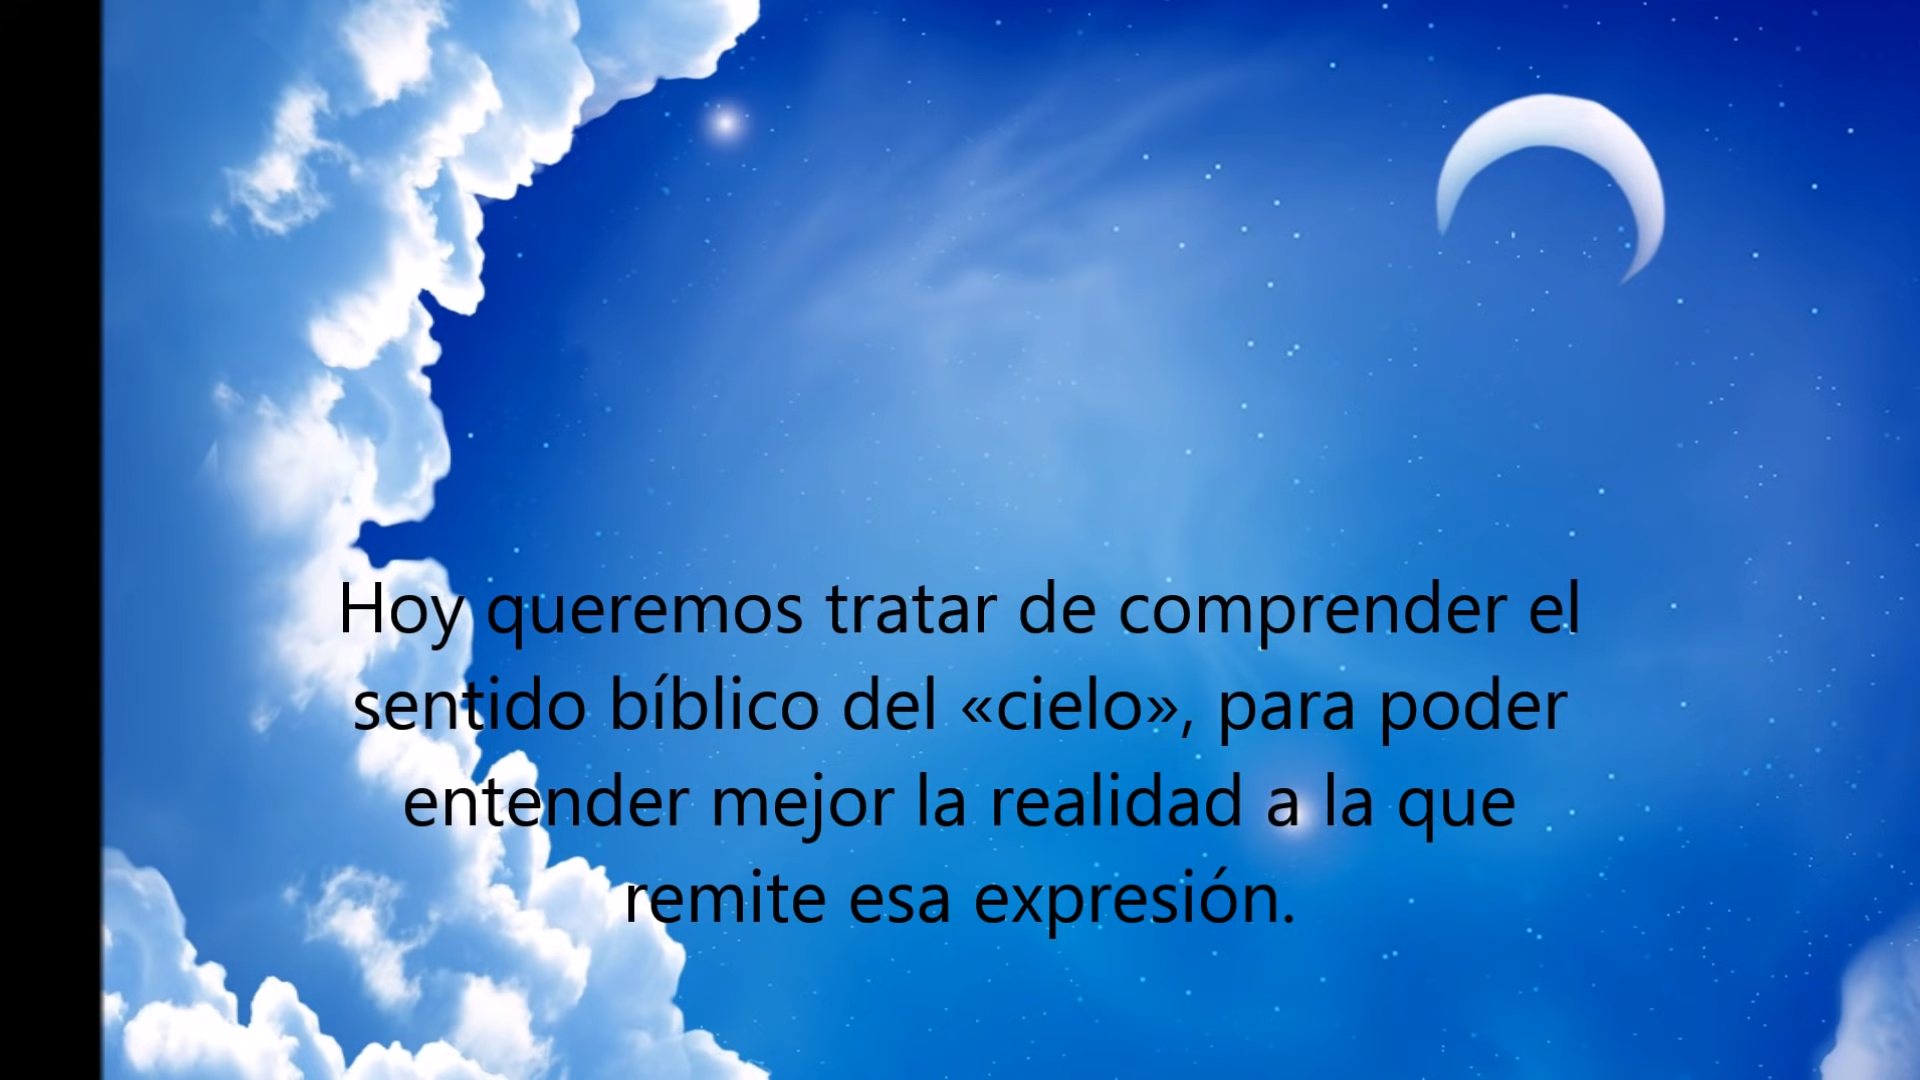 Hoy queremos tratar de comprender el
sentido bíblico del «cielo», para poder
entender mejor la realidad a la que
remite esa expresión.